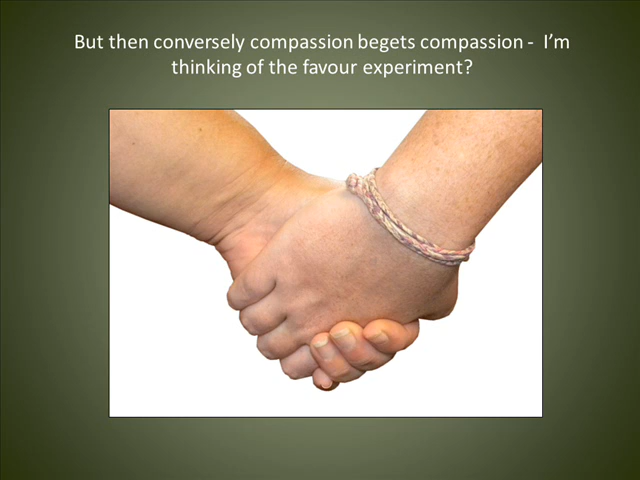 But then conversely compassion begets compassion -  I’m
thinking of the favour experiment?